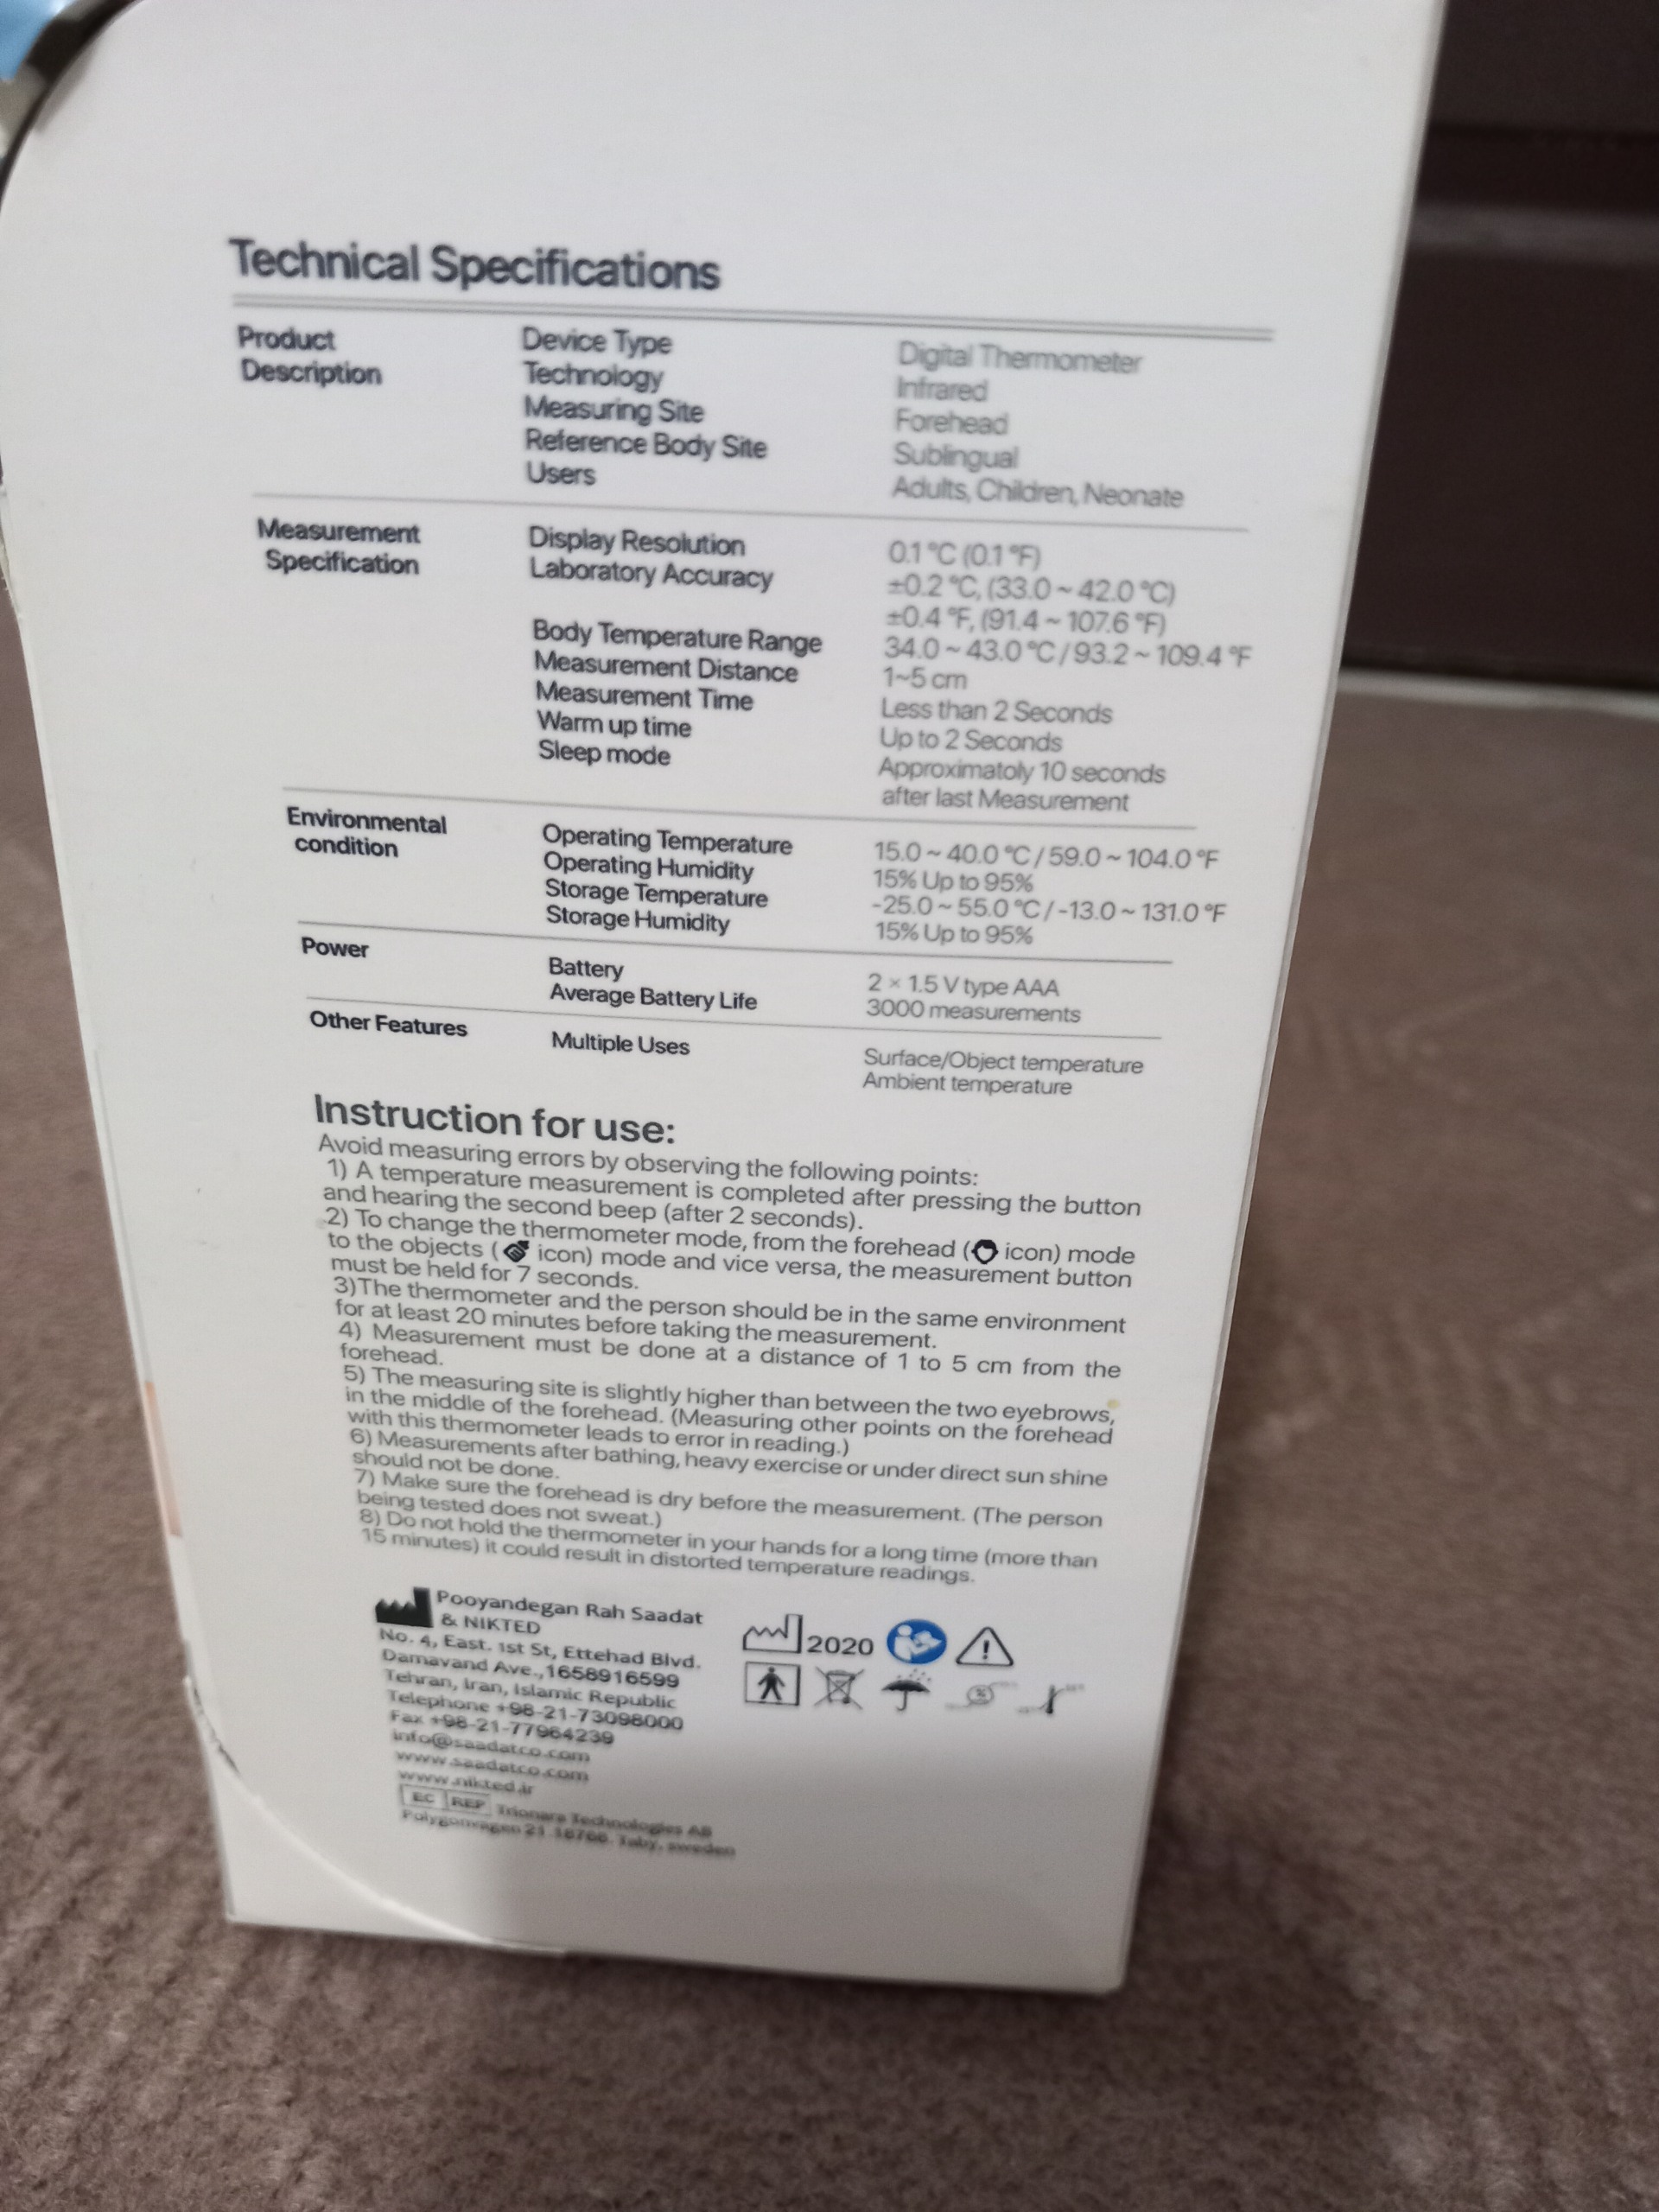 Technical Specifications
Product Description
Device Type Digital Thermometer
Technology Infrared
Measuring Site Forehead
Reference Body Site Sublingual
Users Adults, Children, Neonate
Measurement Specification
Display Resolution 0.1 °C (0.1 °F)
Laboratory Accuracy ±0.2 °C, (33.0 ~ 42.0 °C)
±0.4 °F, (91.4 ~ 107.6 °F)
Body Temperature Range 34.0 ~ 43.0 °C / 93.2 ~ 109.4 °F
Measurement Distance 1~5 cm
Measurement Time Less than 2 Seconds
Warm up time Up to 2 Seconds
Sleep mode Approximatoly 10 seconds
after last Measurement
Environmental condition
Operating Temperature 15.0 ~ 40.0 °C / 59.0 ~ 104.0 °F
Operating Humidity 15% Up to 95%
Storage Temperature -25.0 ~ 55.0 °C / -13.0 ~ 131.0 °F
Storage Humidity 15% Up to 95%
Power
Battery 2 × 1.5 V type AAA
Average Battery Life 3000 measurements
Other Features
Multiple Uses Surface/Object temperature
Ambient temperature
Instruction for use:
Avoid measuring errors by observing the following points:
1) A temperature measurement is completed after pressing the button
and hearing the second beep (after 2 seconds).
2) To change the thermometer mode, from the forehead ( icon) mode
to the objects ( icon) mode and vice versa, the measurement button
must be held for 7 seconds.
3)The thermometer and the person should be in the same environment
for at least 20 minutes before taking the measurement.
4) Measurement must be done at a distance of 1 to 5 cm from the
forehead.
5) The measuring site is slightly higher than between the two eyebrows,
in the middle of the forehead. (Measuring other points on the forehead
with this thermometer leads to error in reading.)
6) Measurements after bathing, heavy exercise or under direct sun shine
should not be done.
7) Make sure the forehead is dry before the measurement. (The person
being tested does not sweat.)
8) Do not hold the thermometer in your hands for a long time (more than
15 minutes) it could result in distorted temperature readings.
Pooyandegan Rah Saadat
& NIKTED
No. 4, East. 1st St, Ettehad Blvd.
Damavand Ave.,1658916599
Tehran, Iran, Islamic Republic
Telephone +98-21-73098000
Fax +98-21-77964239
info@saadatco.com
www.saadatco.com
www.nikted.ir
EC REP Trionara Technologies AB
Polygonvagen 21 18766. Taby, sweden
2020